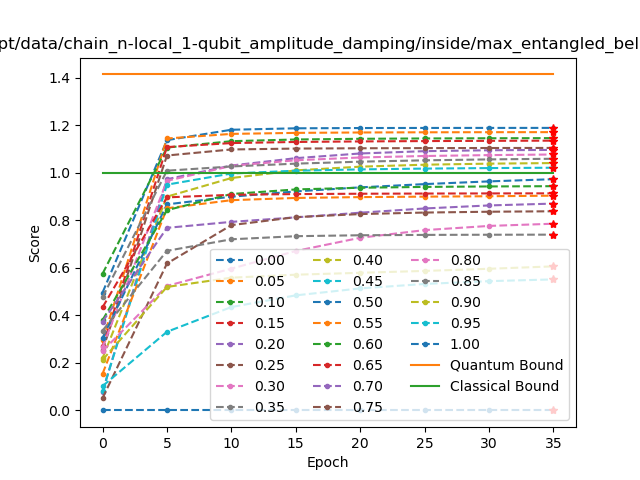 pt/data/chain_n-local_1-qubit_amplitude_damping/inside/max_entangled_bel
Score
1.4
1.2
1.0
0.8
0.6
0.4
0.2
0.0
0.00 0.40 0.80
0.05 0.45 0.85
0.10 0.50 0.90
0.15 0.55 0.95
0.20 0.60 1.00
0.25 0.65 Quantum Bound
0.30 0.70 Classical Bound
0.35 0.75
0 5 10 15 20 25 30 35
Epoch